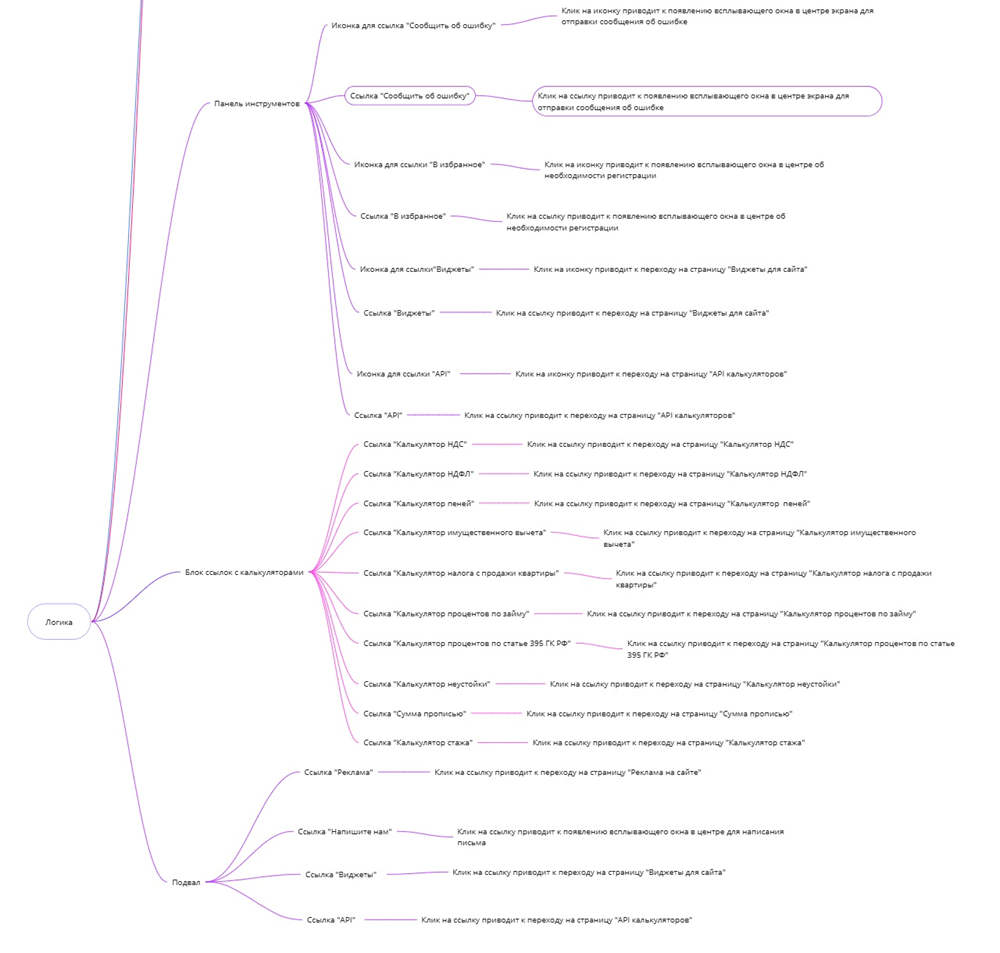 Иконка для ссылка "Сообщить об ошибку"
Клик на иконку приводит к появлению всплывающего окна в центре экрана для
отправки сообщения об ошибке
Панель инструментов
Ссылка "Сообщить об ошибку"
Клик на ссылку приводит к появлению всплывающего окна в центре экрана для
отправки сообщения об ошибке
Иконка для ссылки "В избранное"
Клик на иконку приводит к появлению всплывающего окна в центре об
необходимости регистрации
Ссылка "В избранное"
Клик на ссылку приводит к появлению всплывающего окна в центре об
необходимости регистрации
Иконка для ссылки"Виджеты"
Клик на иконку приводит к переходу на страницу "Виджеты для сайта"
Ссылка "Виджеты"
Клик на ссылку приводит к переходу на страницу "Виджеты для сайта"
Иконка для ссылки "API"
Клик на иконку приводит к переходу на страницу "API калькуляторов"
Ссылка "API"
Клик на ссылку приводит к переходу на страницу "API калькуляторов"
Ссылка "Калькулятор НДС"
Клик на ссылку приводит к переходу на страницу "Калькулятор НДС"
Ссылка "Калькулятор НДФЛ"
Клик на ссылку приводит к переходу на страницу "Калькулятор НДФЛ"
Ссылка "Калькулятор пеней"
Клик на ссылку приводит к переходу на страницу "Калькулятор  пеней"
Ссылка "Калькулятор имущественного вычета"
Клик на ссылку приводит к переходу на страницу "Калькулятор имущественного
вычета"
Блок ссылок с калькуляторами
Ссылка "Калькулятор налога с продажи квартиры"
Клик на ссылку приводит к переходу на страницу "Калькулятор налога с продажи
квартиры"
Логика
Ссылка "Калькулятор процентов по займу"
Клик на ссылку приводит к переходу на страницу "Калькулятор процентов по займу"
Ссылка "Калькулятор процентов по статье 395 ГК РФ"
Клик на ссылку приводит к переходу на страницу "Калькулятор процентов по статье
395 ГК РФ"
Ссылка "Калькулятор неустойки"
Клик на ссылку приводит к переходу на страницу "Калькулятор неустойки"
Ссылка "Сумма прописью"
Клик на ссылку приводит к переходу на страницу "Сумма прописью"
Ссылка "Калькулятор стажа"
Клик на ссылку приводит к переходу на страницу "Калькулятор стажа"
Ссылка "Реклама"
Клик на ссылку приводит к переходу на страницу "Реклама на сайте"
Ссылка "Напишите нам"
Клик на ссылку приводит к появлению всплывающего окна в центре для написания
письма
Ссылка "Виджеты"
Клик на ссылку приводит к переходу на страницу "Виджеты для сайта"
Подвал
Ссылка "API"
Клик на ссылку приводит к переходу на страницу "API калькуляторов"